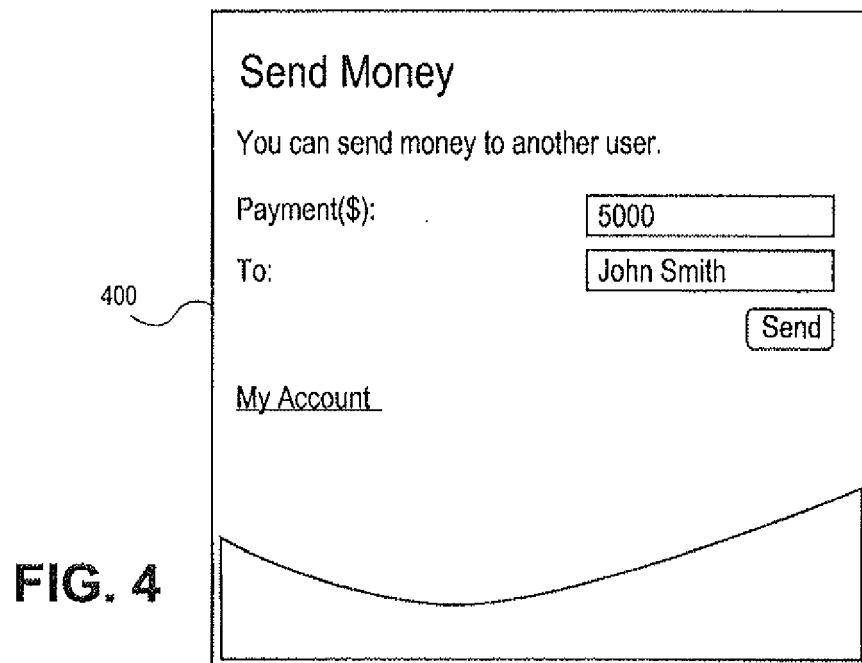 Send Money
You can send money to another user.
Payment($): 5000
To: John Smith
Send
400
My Account
FIG. 4